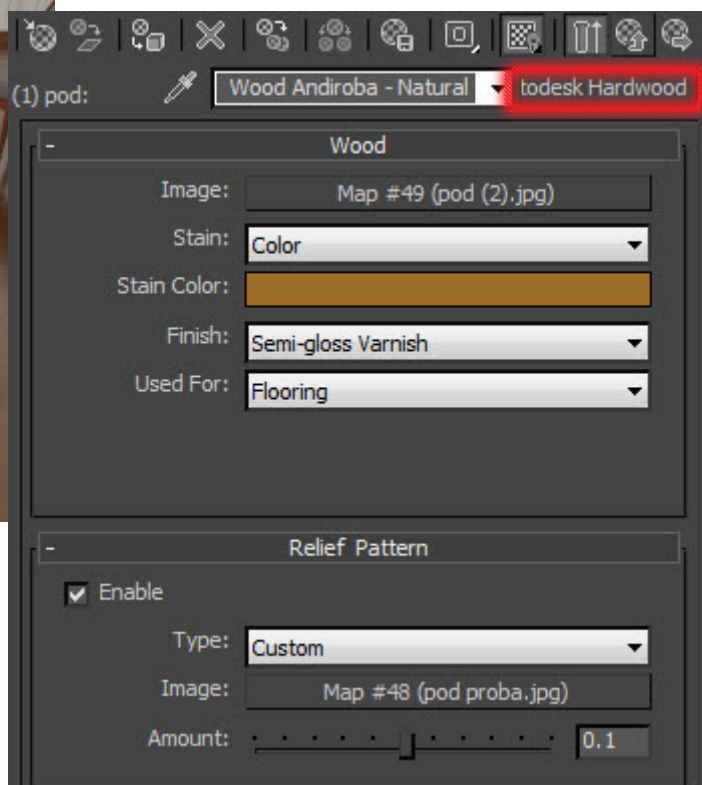 (1) pod: Wood Andiroba - Natural todesk Hardwood
- Wood
Image: Map #49 (pod (2).jpg)
Stain: Color
Stain Color:
Finish: Semi-gloss Varnish
Used For: Flooring
- Relief Pattern
Enable
Type: Custom
Image: Map #48 (pod proba.jpg)
Amount: 0.1